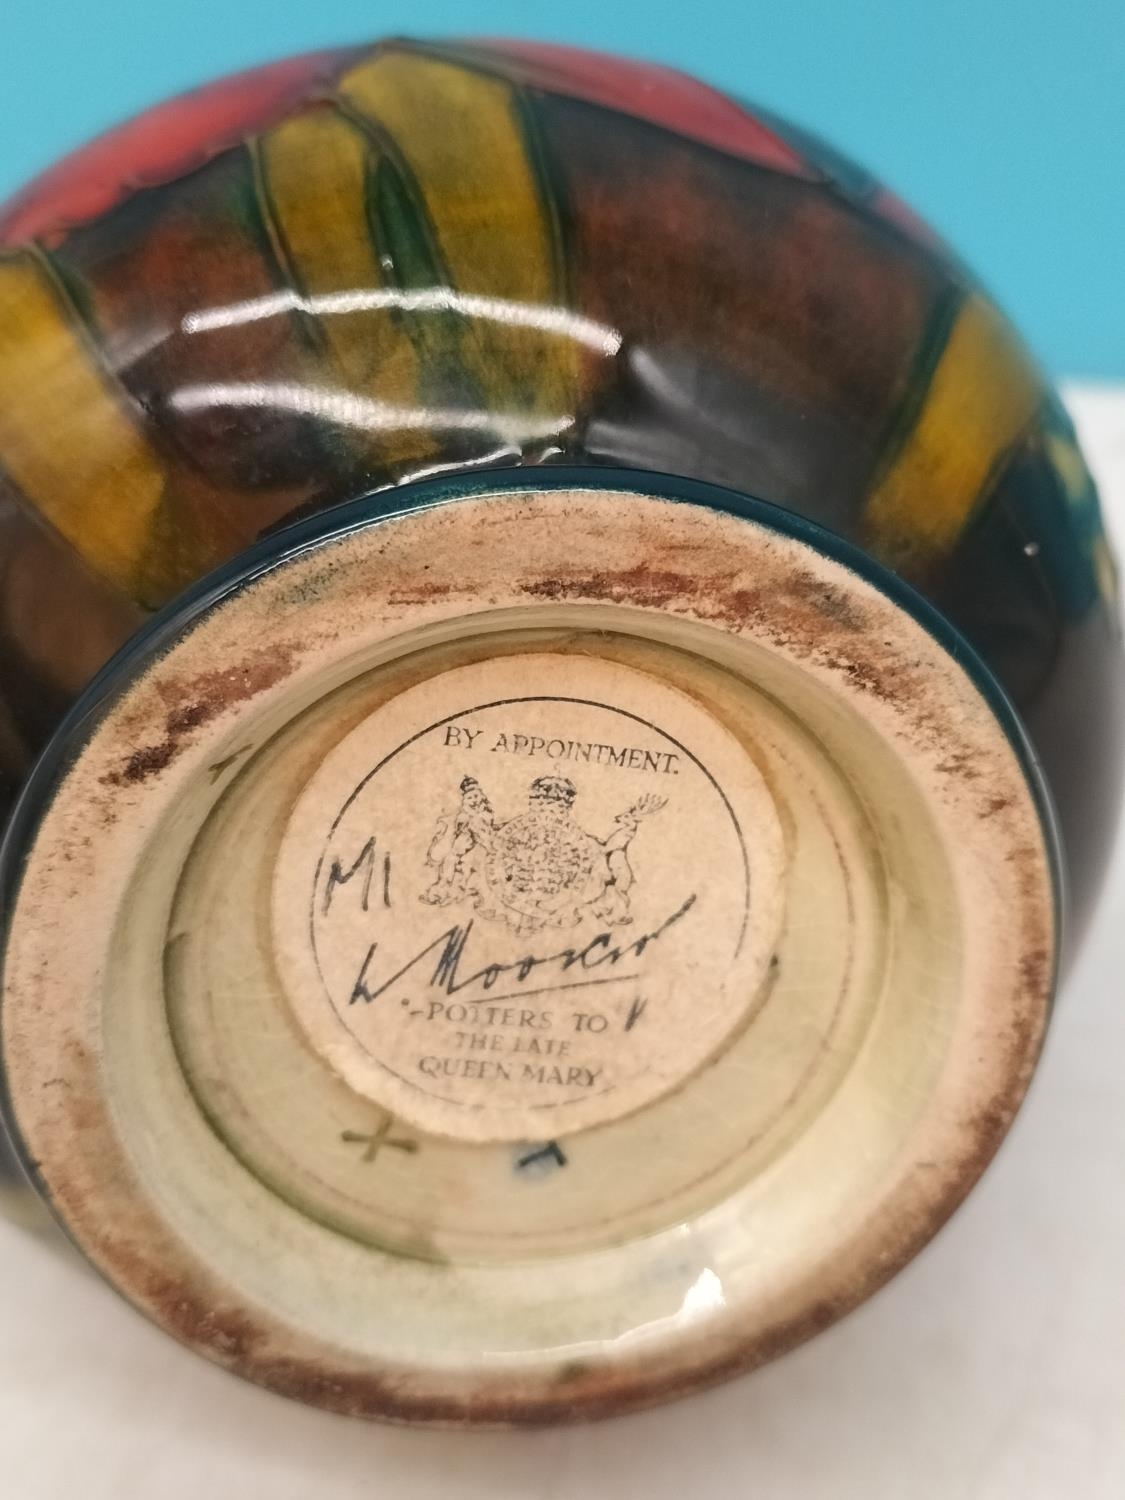 BY APPOINTMENT.
M1
W Moorcroft
POTTERS TO
THE LATE
QUEEN MARY